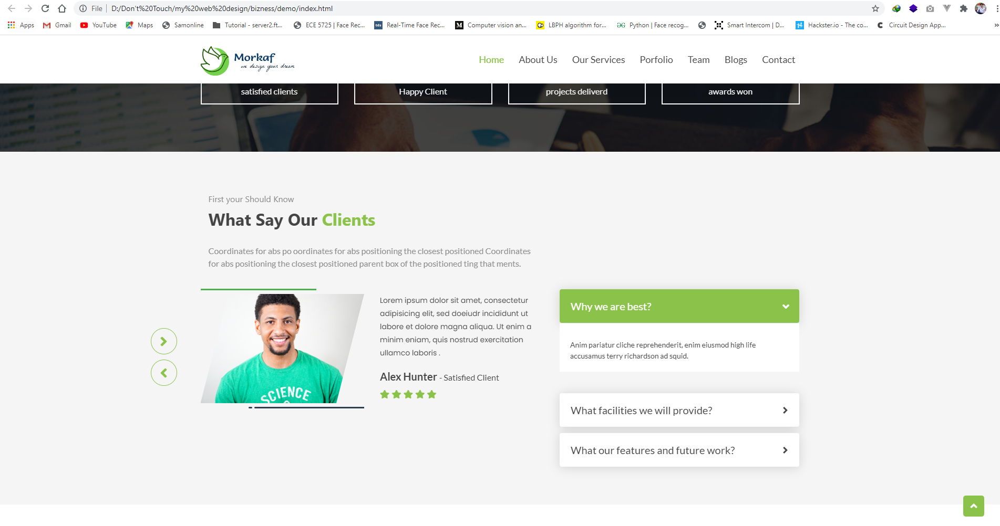 File | D:/Don't%20Touch/my%20web%20design/bizness/demo/index.html
Apps Gmail YouTube Maps Samonline Tutorial - server2.ft... ECE 5725 | Face Rec... tds Real-Time Face Rec... M Computer vision an... LBPH algorithm for... Python | Face recog... Smart Intercom | D... Hackster.io - The co... Circuit Design App... »
Morkaf
we design your dream
Home About Us Our Services Porfolio Team Blogs Contact
satisfied clients Happy Client projects deliverd awards won
First your Should Know
What Say Our Clients
Coordinates for abs po oordinates for abs positioning the closest positioned Coordinates
for abs positioning the closest positioned parent box of the positioned ting that ments.
Lorem ipsum dolor sit amet, consectetur
adipisicing elit, sed doeiudr incididunt ut
labore et dolore magna aliqua. Ut enim a
minim eniam, quis nostrud exercitation
ullamco laboris .
Alex Hunter - Satisfied Client
SCIENCE
Why we are best?
Anim pariatur cliche reprehenderit, enim eiusmod high life
accusamus terry richardson ad squid.
What facilities we will provide?
What our features and future work?